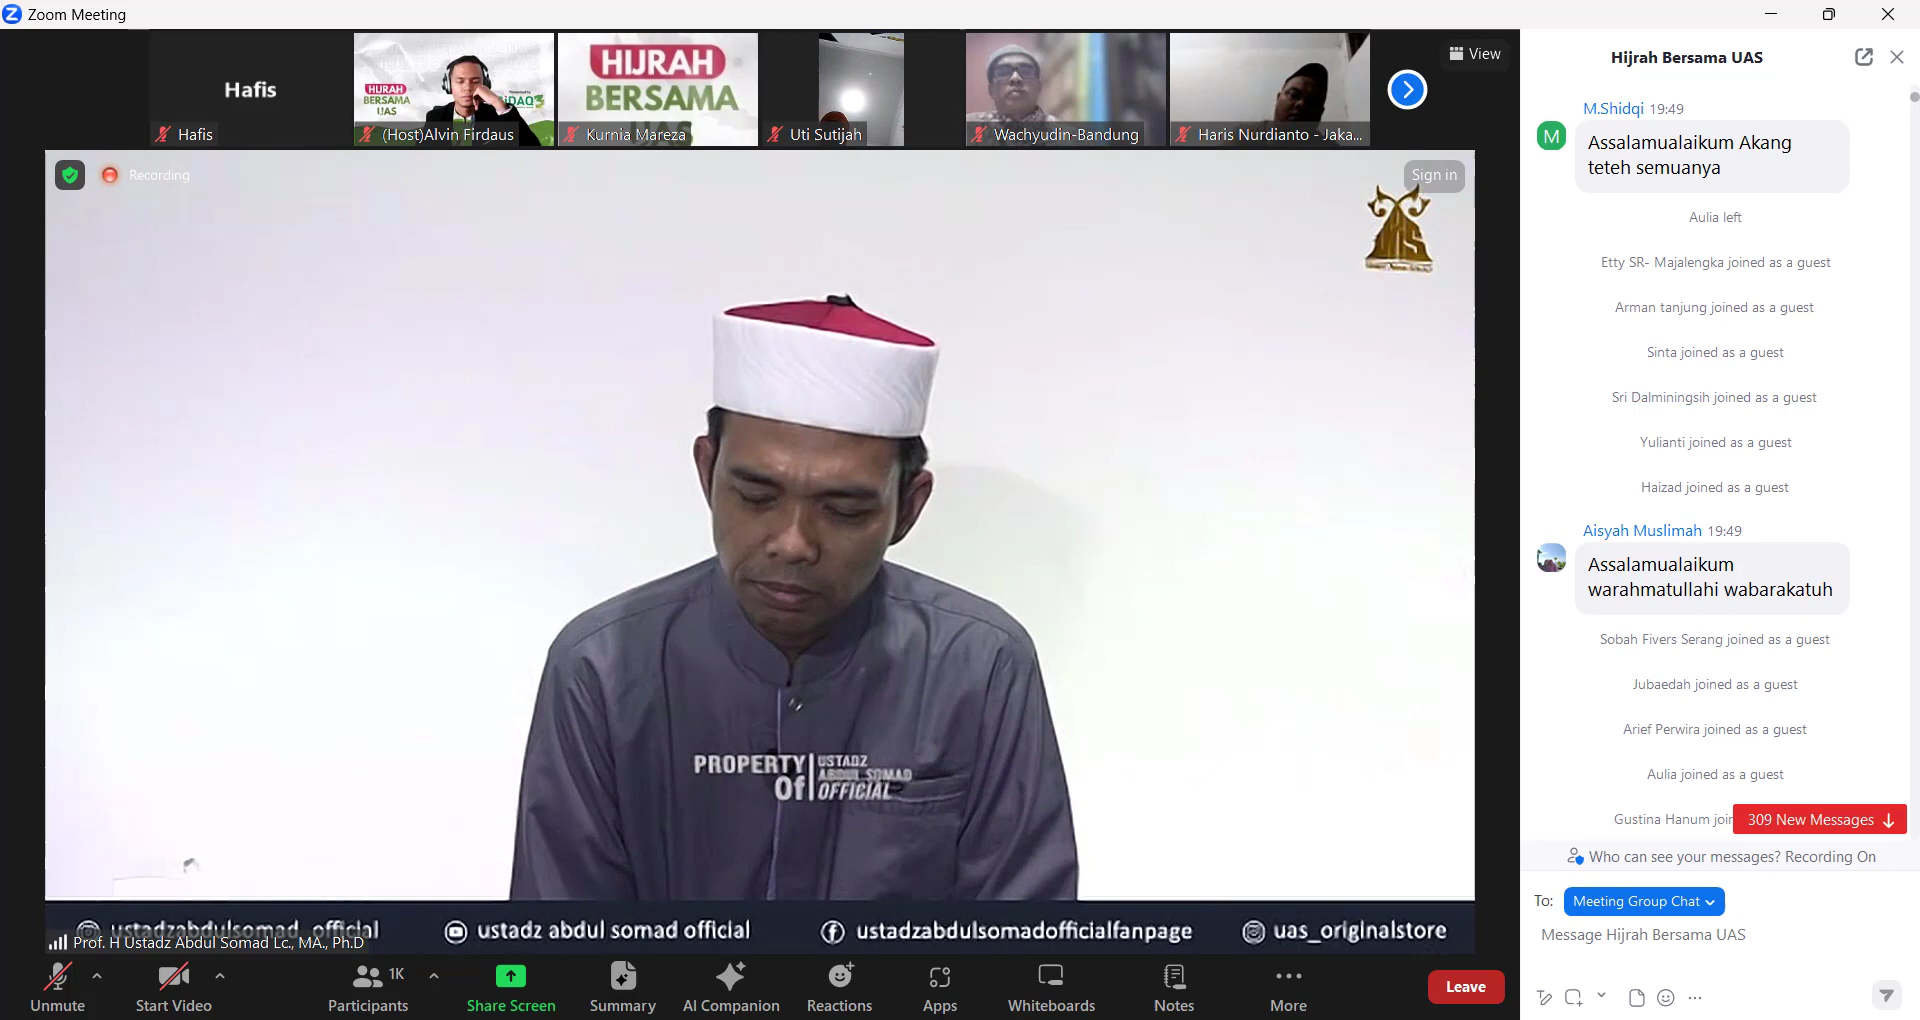 Zoom Meeting
Hafis
Hafis
HIJRAH
BERSAMA
UAS
(Host)Alvin Firdaus
HIJRAH
BERSAMA
UAS
Kurnia Mareza
Uti Sutijah
Wachyudin-Bandung
Haris Nurdianto - Jaka...
View
Recording
Sign in
PROPERTY Of
USTADZ
ABDUL SOMAD
OFFICIAL
ustadzabdulsomad_official
ustadz abdul somad official
ustadzabdulsomadofficialfanpage
uas_originalstore
Prof. H Ustadz Abdul Somad Lc., MA., Ph.D
Unmute
Start Video
1K
Participants
Share Screen
Summary
AI Companion
Reactions
Apps
Whiteboards
Notes
More
Leave
Hijrah Bersama UAS
M.Shidqi 19:49
M
Assalamualaikum Akang
teteh semuanya
Aulia left
Etty SR- Majalengka joined as a guest
Arman tanjung joined as a guest
Sinta joined as a guest
Sri Dalminingsih joined as a guest
Yulianti joined as a guest
Haizad joined as a guest
Aisyah Muslimah 19:49
Assalamualaikum
warahmatullahi wabarakatuh
Sobah Fivers Serang joined as a guest
Jubaedah joined as a guest
Arief Perwira joined as a guest
Aulia joined as a guest
Gustina Hanum joir
309 New Messages
Who can see your messages? Recording On
To: Meeting Group Chat
Message Hijrah Bersama UAS